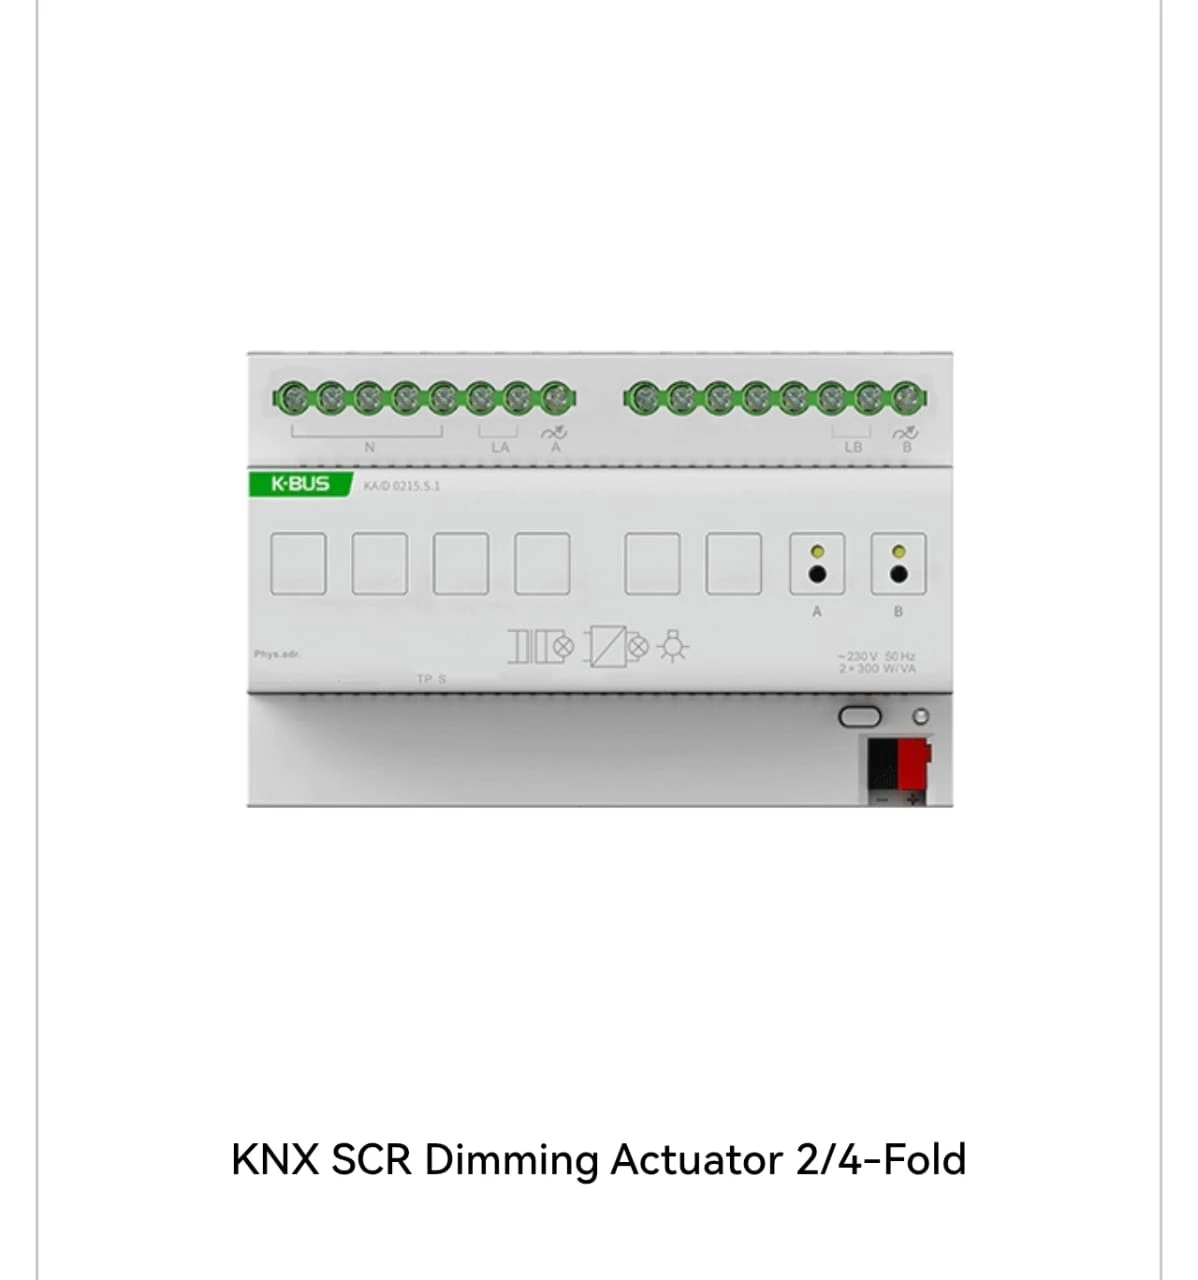 N LA A LB B
K·BUS KA/D 0215.S.1
A B
Phys.adr.
~230V 50Hz
2×300 W/VA
TP S
– +
KNX SCR Dimming Actuator 2/4-Fold